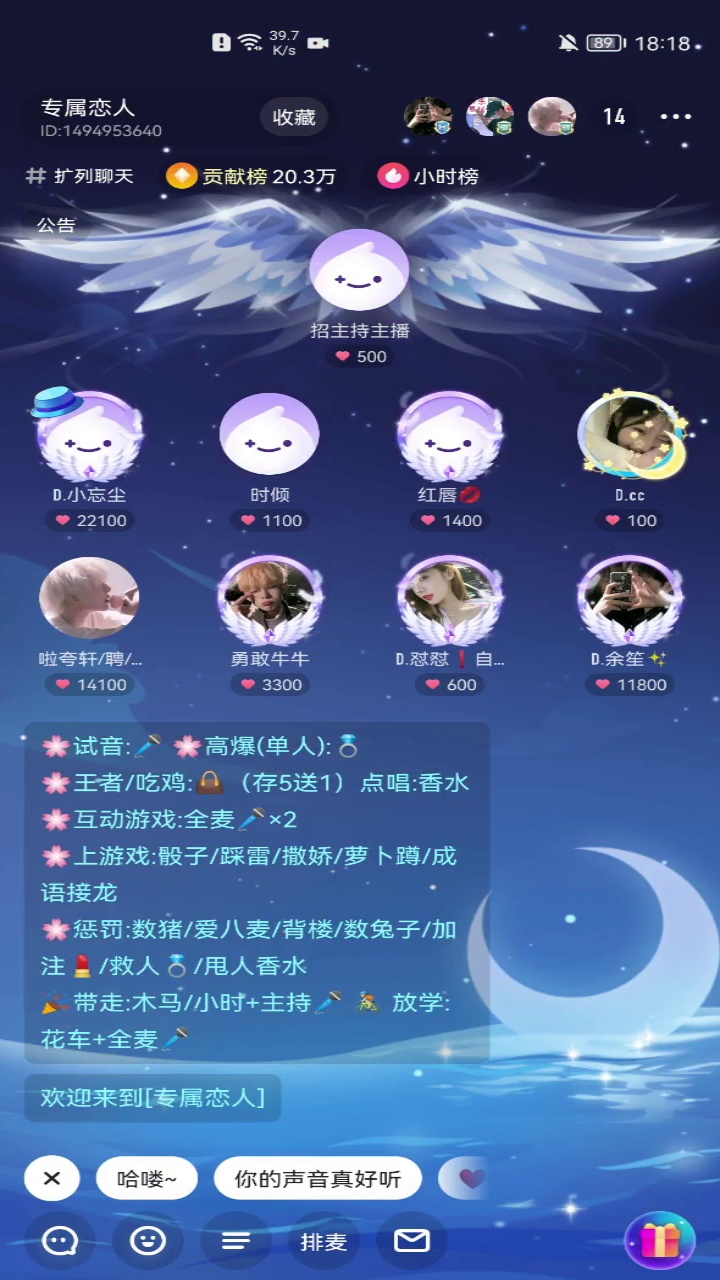 39.7
K/s
89
18:18
专属恋人
ID:1494953640
收藏
14
扩列聊天
贡献榜 20.3万
小时榜
公告
招主持主播
500
D.小忘尘
时倾
红唇💋
D.cc
22100
1100
1400
100
啦夸轩/聘/...
勇敢牛牛
D.怼怼❗自...
D.余笙✨
14100
3300
600
11800
🌸试音:🎤 🌸高爆(单人):💍
🌸王者/吃鸡:👜（存5送1）点唱:香水
🌸互动游戏:全麦🎤×2
🌸上游戏:骰子/踩雷/撒娇/萝卜蹲/成
语接龙
🌸惩罚:数猪/爱八麦/背楼/数兔子/加
注💄/救人💍/甩人香水
🎉带走:木马/小时+主持🎤 🚴 放学:
花车+全麦🎤
欢迎来到[专属恋人]
哈喽~
你的声音真好听
排麦